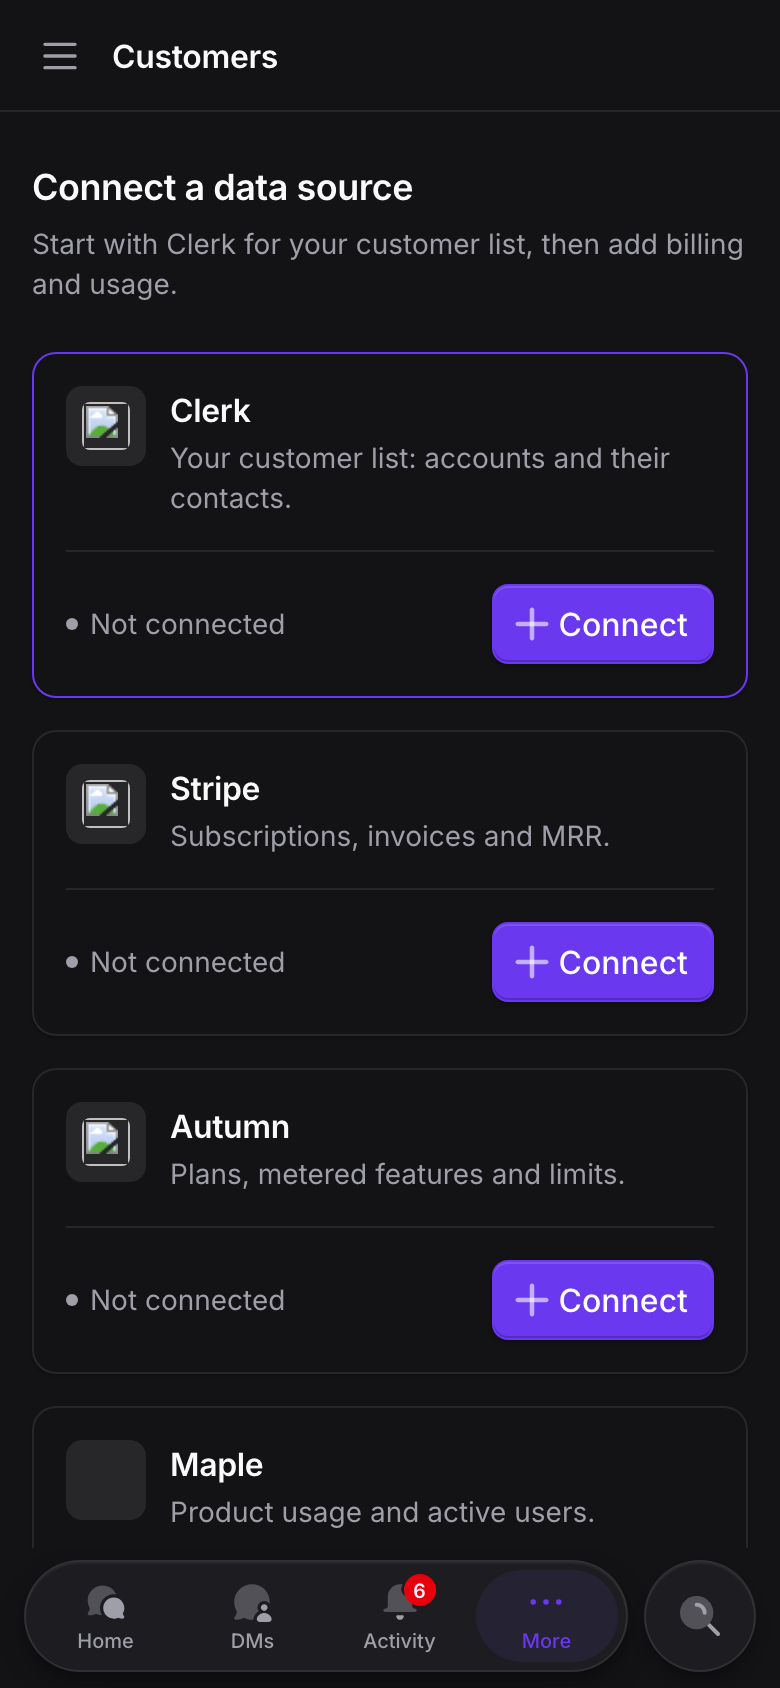 Customers
Connect a data source
Start with Clerk for your customer list, then add billing
and usage.
Clerk
Your customer list: accounts and their
contacts.
Not connected
Connect
Stripe
Subscriptions, invoices and MRR.
Not connected
Connect
Autumn
Plans, metered features and limits.
Not connected
Connect
Maple
Product usage and active users.
6
Home
DMs
Activity
More